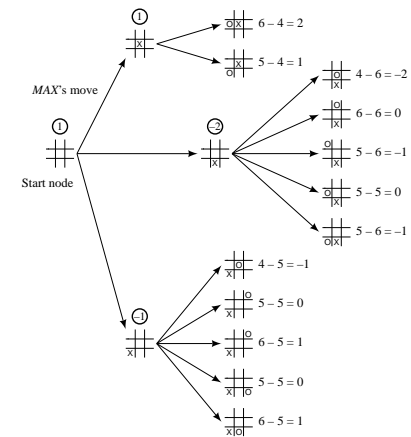 1
O X 6 – 4 = 2
X
X
O 5 – 4 = 1
MAX's move
O
X 4 – 6 = –2
O
X 6 – 6 = 0
1
–2
O
X 5 – 6 = –1
X
Start node
O
X 5 – 5 = 0
O X 5 – 6 = –1
O
X 4 – 5 = –1
O
X 5 – 5 = 0
–1
X
O
X 6 – 5 = 1
X O 5 – 5 = 0
X O 6 – 5 = 1